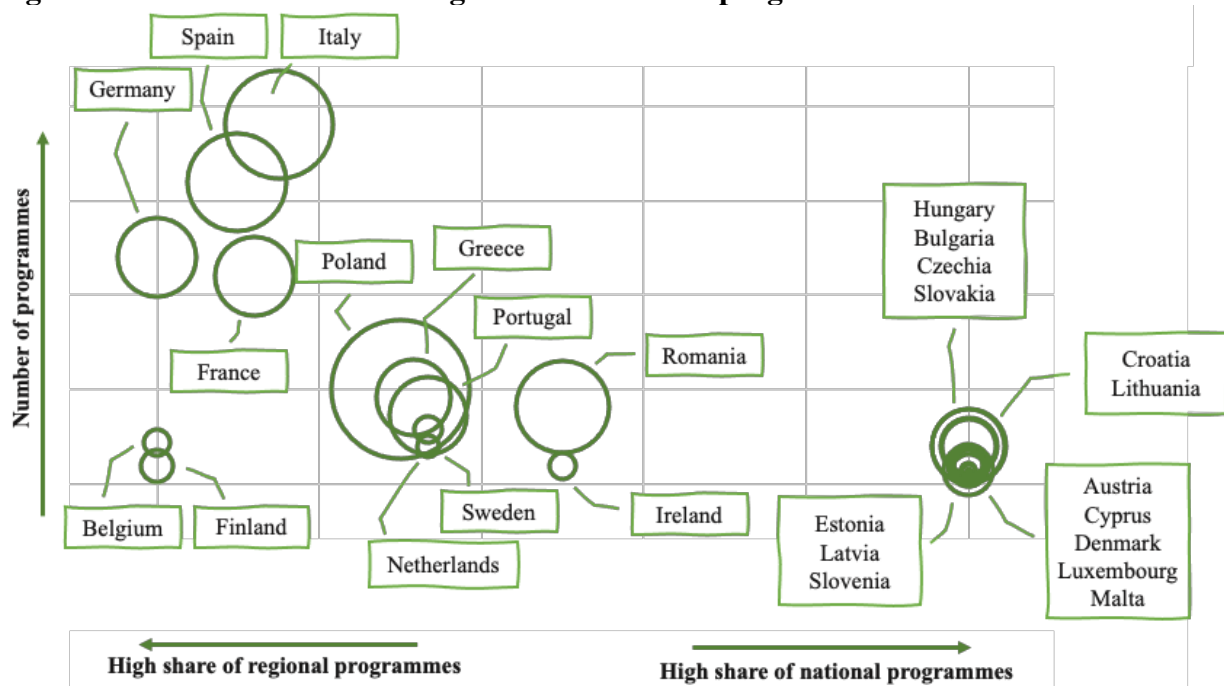 Spain
Italy
Germany
Hungary
Bulgaria
Czechia
Slovakia
Greece
Poland
Portugal
Romania
Croatia
Lithuania
France
Number of programmes
Belgium
Finland
Sweden
Ireland
Netherlands
Estonia
Latvia
Slovenia
Austria
Cyprus
Denmark
Luxembourg
Malta
High share of regional programmes
High share of national programmes